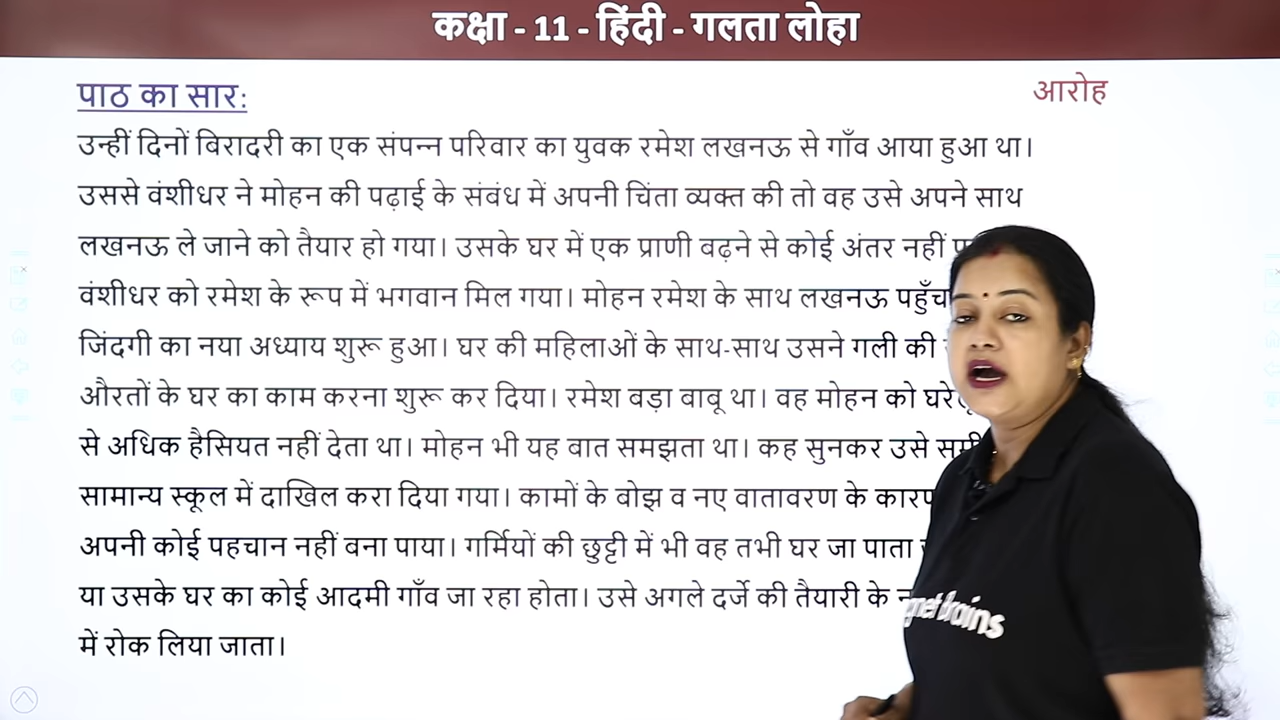 कक्षा - 11 - हिंदी - गलता लोहा
पाठ का सार:
आरोह
उन्हीं दिनों बिरादरी का एक संपन्न परिवार का युवक रमेश लखनऊ से गाँव आया हुआ था।
उससे वंशीधर ने मोहन की पढ़ाई के संबंध में अपनी चिंता व्यक्त की तो वह उसे अपने साथ
लखनऊ ले जाने को तैयार हो गया। उसके घर में एक प्राणी बढ़ने से कोई अंतर नहीं
वंशीधर को रमेश के रूप में भगवान मिल गया। मोहन रमेश के साथ लखनऊ
जिंदगी का नया अध्याय शुरू हुआ। घर की महिलाओं के साथ-साथ उसने गली की
औरतों के घर का काम करना शुरू कर दिया। रमेश बड़ा बाबू था। वह मोहन को
से अधिक हैसियत नहीं देता था। मोहन भी यह बात समझता था। कह सुनकर उसे
सामान्य स्कूल में दाखिल करा दिया गया। कामों के बोझ व नए वातावरण के
अपनी कोई पहचान नहीं बना पाया। गर्मियों की छुट्टी में भी वह तभी घर जा पाता
या उसके घर का कोई आदमी गाँव जा रहा होता। उसे अगले दर्जे की तैयारी के
में रोक लिया जाता।
brains